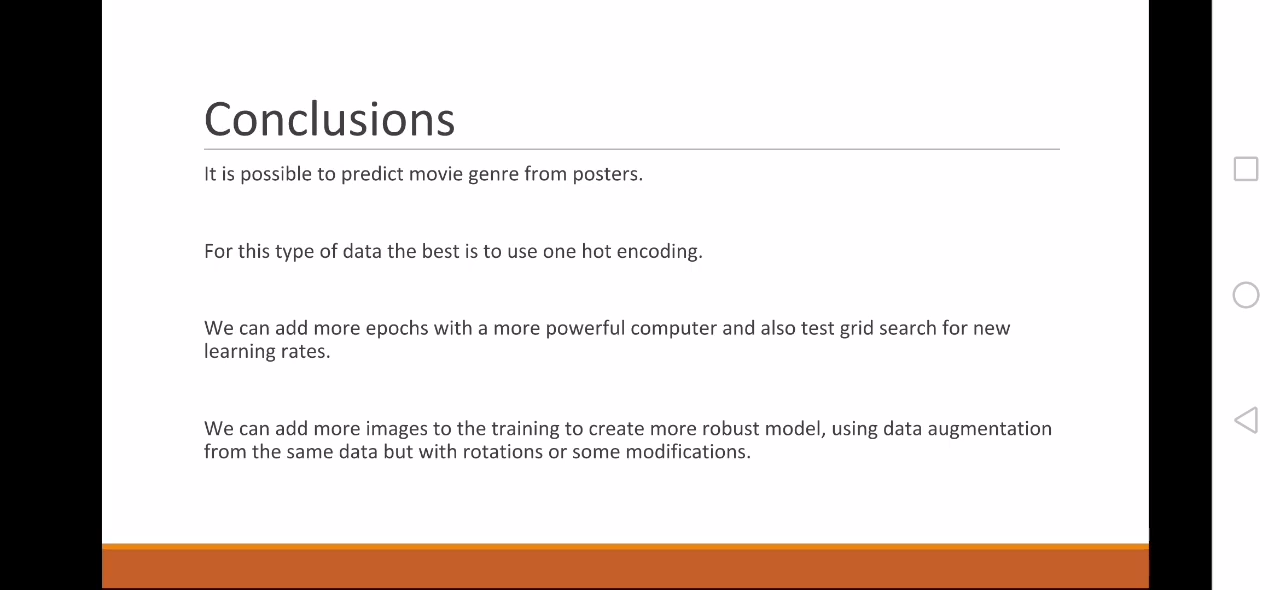 Conclusions
It is possible to predict movie genre from posters.
For this type of data the best is to use one hot encoding.
We can add more epochs with a more powerful computer and also test grid search for new
learning rates.
We can add more images to the training to create more robust model, using data augmentation
from the same data but with rotations or some modifications.